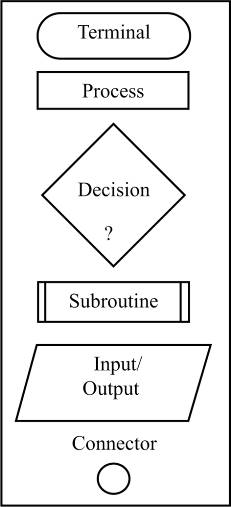 Terminal
Process
Decision
?
Subroutine
Input/
Output
Connector